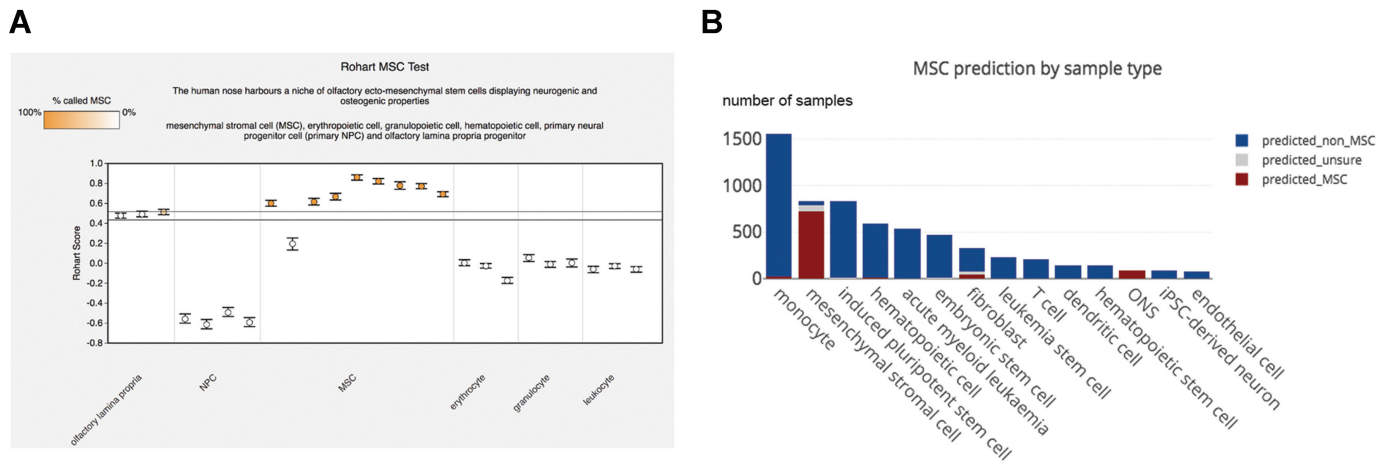 A
Rohart MSC Test
The human nose harbours a niche of olfactory ecto-mesenchymal stem cells displaying neurogenic and
osteogenic properties
mesenchymal stromal cell (MSC), erythropoietic cell, granulopoietic cell, hematopoietic cell, primary neural
progenitor cell (primary NPC) and olfactory lamina propria progenitor
% called MSC
100%
0%
Rohart Score
1.0
0.8
0.6
0.4
0.2
0.0
-0.2
-0.4
-0.6
-0.8
olfactory lamina propria
NPC
MSC
erythrocyte
granulocyte
leukocyte
B
MSC prediction by sample type
number of samples
1500
1000
500
0
monocyte
mesenchymal stromal cell
induced pluripotent stem cell
hematopoietic cell
acute myeloid leukaemia
embryonic stem cell
fibroblast
leukemia stem cell
T cell
dendritic cell
hematopoietic stem cell
ONS
iPSC-derived neuron
endothelial cell
predicted_non_MSC
predicted_unsure
predicted_MSC